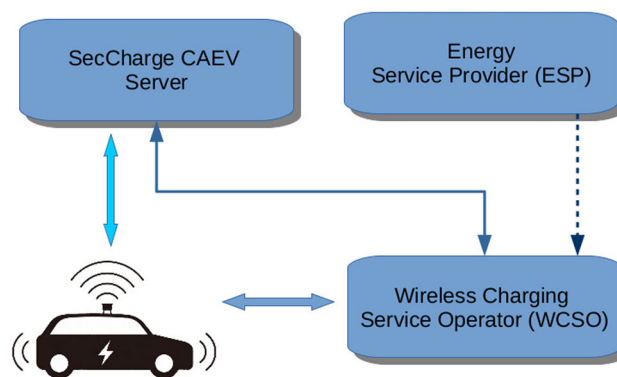 SecCharge CAEV
Server
Energy
Service Provider (ESP)
Wireless Charging
Service Operator (WCSO)